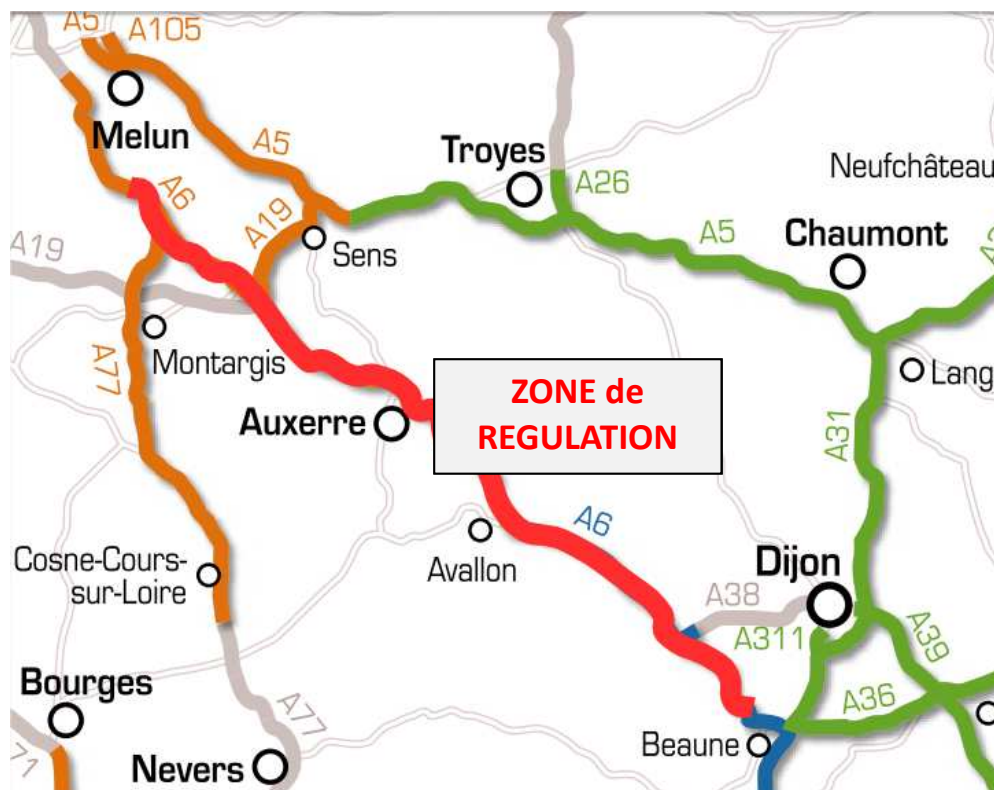 A5
A105
Melun
A5
Troyes
A26
Neufchâteau
A6
A19
A19
Sens
A5
Chaumont
Montargis
A77
Lang
ZONE de
REGULATION
Auxerre
A31
A6
Avallon
Dijon
Cosne-Cours-
sur-Loire
A38
A311
A39
Bourges
A36
A77
Beaune
Nevers
71